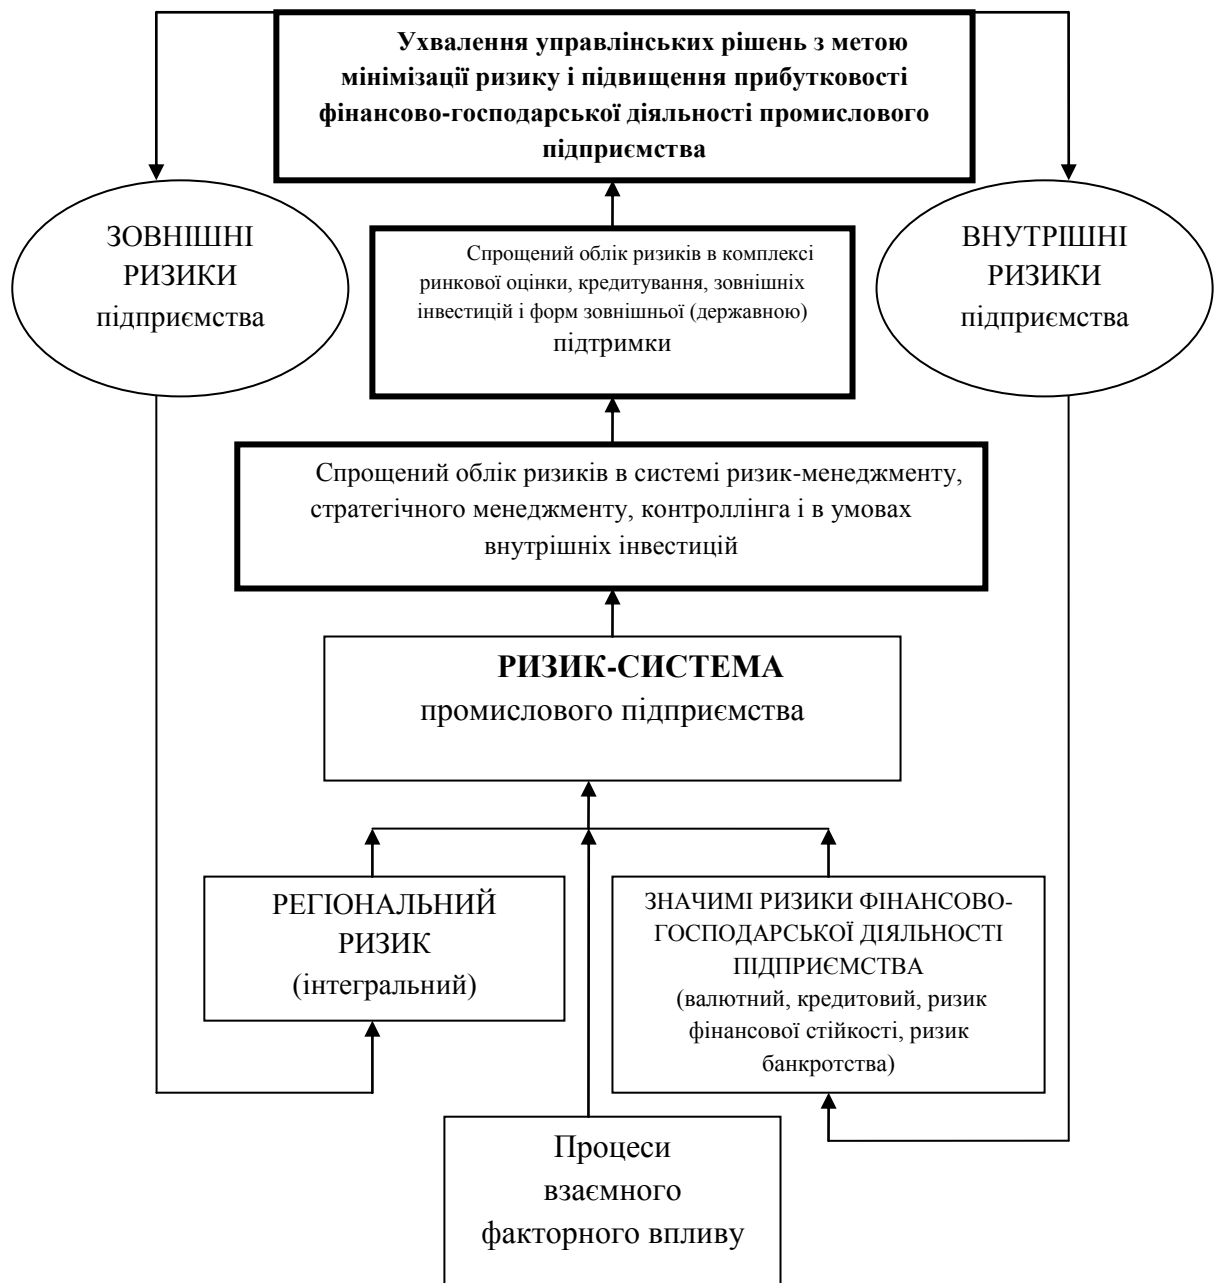 Ухвалення управлінських рішень з метою
мінімізації ризику і підвищення прибутковості
фінансово-господарської діяльності промислового
підприємства
ЗОВНІШНІ
РИЗИКИ
підприємства
Спрощений облік ризиків в комплексі
ринкової оцінки, кредитування, зовнішніх
інвестицій і форм зовнішньої (державною)
підтримки
ВНУТРІШНІ
РИЗИКИ
підприємства
Спрощений облік ризиків в системі ризик-менеджменту,
стратегічного менеджменту, контроллінга і в умовах
внутрішніх інвестицій
РИЗИК-СИСТЕМА
промислового підприємства
РЕГІОНАЛЬНИЙ
РИЗИК
(інтегральний)
ЗНАЧИМІ РИЗИКИ ФІНАНСОВО-
ГОСПОДАРСЬКОЇ ДІЯЛЬНОСТІ
ПІДПРИЄМСТВА
(валютний, кредитовий, ризик
фінансової стійкості, ризик
банкротства)
Процеси
взаємного
факторного впливу